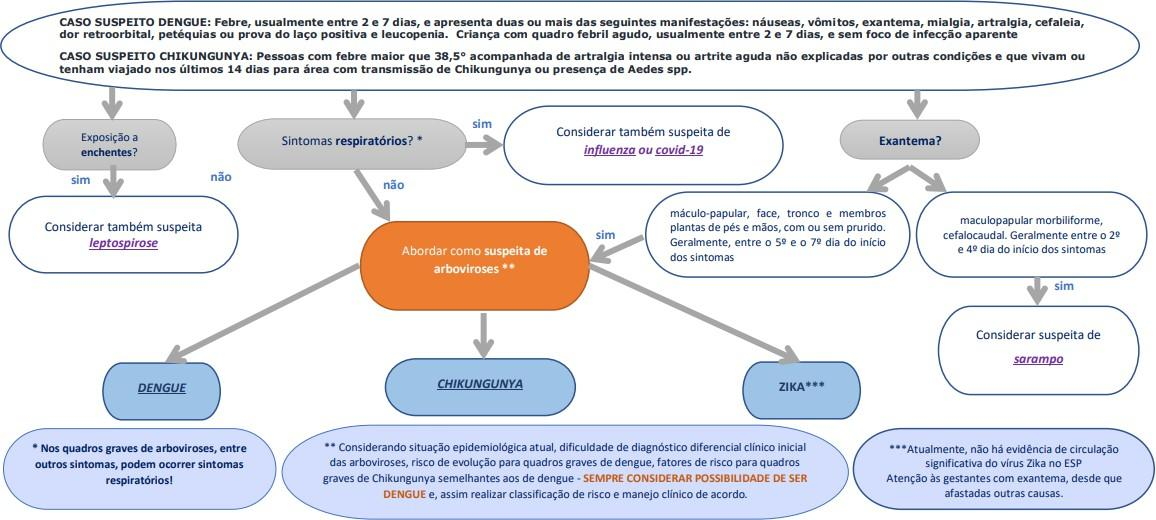 CASO SUSPEITO DENGUE: Febre, usualmente entre 2 e 7 dias, e apresenta duas ou mais das seguintes manifestações: náuseas, vômitos, exantema, mialgia, artralgia, cefaleia,
dor retroorbital, petéquias ou prova do laço positiva e leucopenia. Criança com quadro febril agudo, usualmente entre 2 e 7 dias, e sem foco de infecção aparente
CASO SUSPEITO CHIKUNGUNYA: Pessoas com febre maior que 38,5° acompanhada de artralgia intensa ou artrite aguda não explicadas por outras condições e que vivam ou
tenham viajado nos últimos 14 dias para área com transmissão de Chikungunya ou presença de Aedes spp.
Exposição a
enchentes?
sim
não
Considerar também suspeita
leptospirose
Sintomas respiratórios? *
sim
Considerar também suspeita de
influenza ou covid-19
não
Exantema?
máculo-papular, face, tronco e membros
plantas de pés e mãos, com ou sem prurido.
Geralmente, entre o 5º e o 7º dia do início
dos sintomas
sim
maculopapular morbiliforme,
cefalocaudal. Geralmente entre o 2º
e 4º dia do início dos sintomas
sim
Considerar suspeita de
sarampo
Abordar como suspeita de
arboviroses **
DENGUE
CHIKUNGUNYA
ZIKA***
* Nos quadros graves de arboviroses, entre
outros sintomas, podem ocorrer sintomas
respiratórios!
** Considerando situação epidemiológica atual, dificuldade de diagnóstico diferencial clínico inicial
das arboviroses, risco de evolução para quadros graves de dengue, fatores de risco para quadros
graves de Chikungunya semelhantes aos de dengue - SEMPRE CONSIDERAR POSSIBILIDADE DE SER
DENGUE e, assim realizar classificação de risco e manejo clínico de acordo.
***Atualmente, não há evidência de circulação
significativa do vírus Zika no ESP
Atenção às gestantes com exantema, desde que
afastadas outras causas.